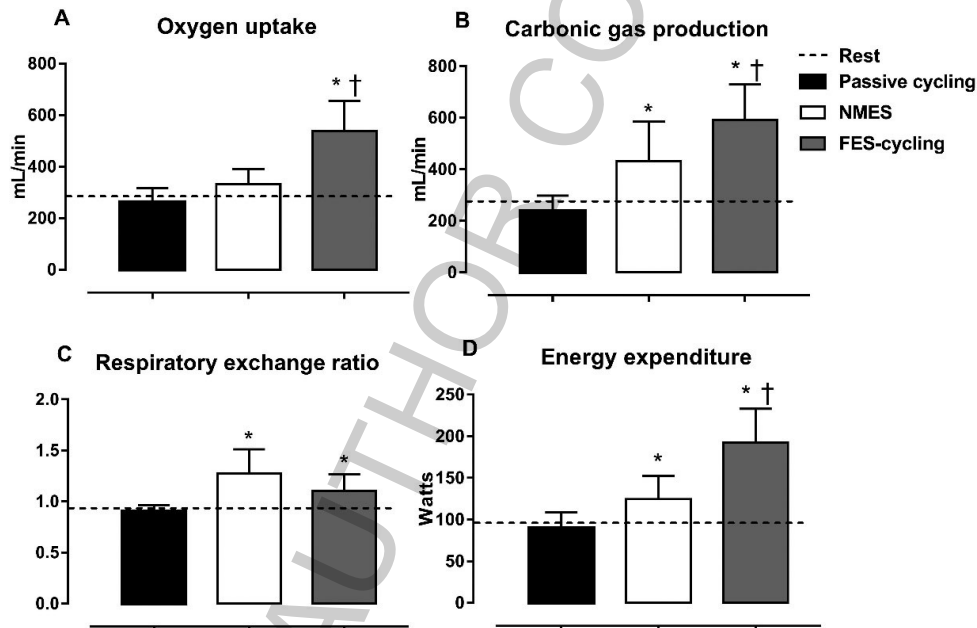 A
Oxygen uptake
800
600
400
200
0
mL/min
* †
B
Carbonic gas production
800
600
400
200
0
mL/min
*
* †
Rest
Passive cycling
NMES
FES-cycling
C
Respiratory exchange ratio
2.0
1.5
1.0
0.5
0.0
*
*
D
Energy expenditure
250
200
150
100
50
0
Watts
*
* †
AUTHOR CO